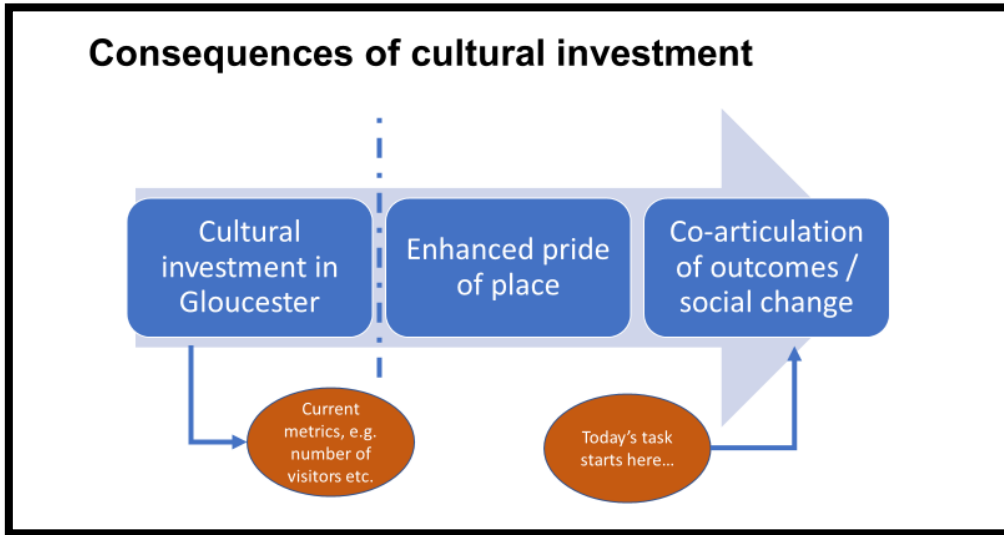 Consequences of cultural investment
Cultural
investment in
Gloucester
Enhanced pride
of place
Co-articulation
of outcomes /
social change
Current
metrics, e.g.
number of
visitors etc.
Today's task
starts here…